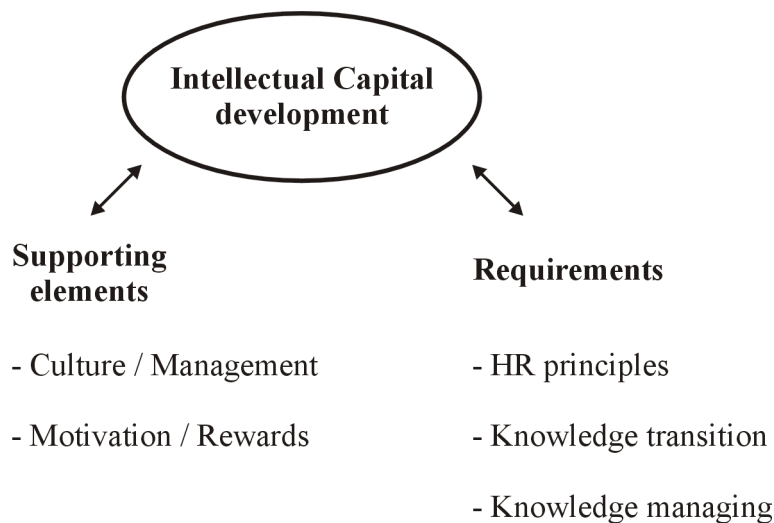 Intellectual Capital
development
Supporting
elements
- Culture / Management
- Motivation / Rewards
Requirements
- HR principles
- Knowledge transition
- Knowledge managing